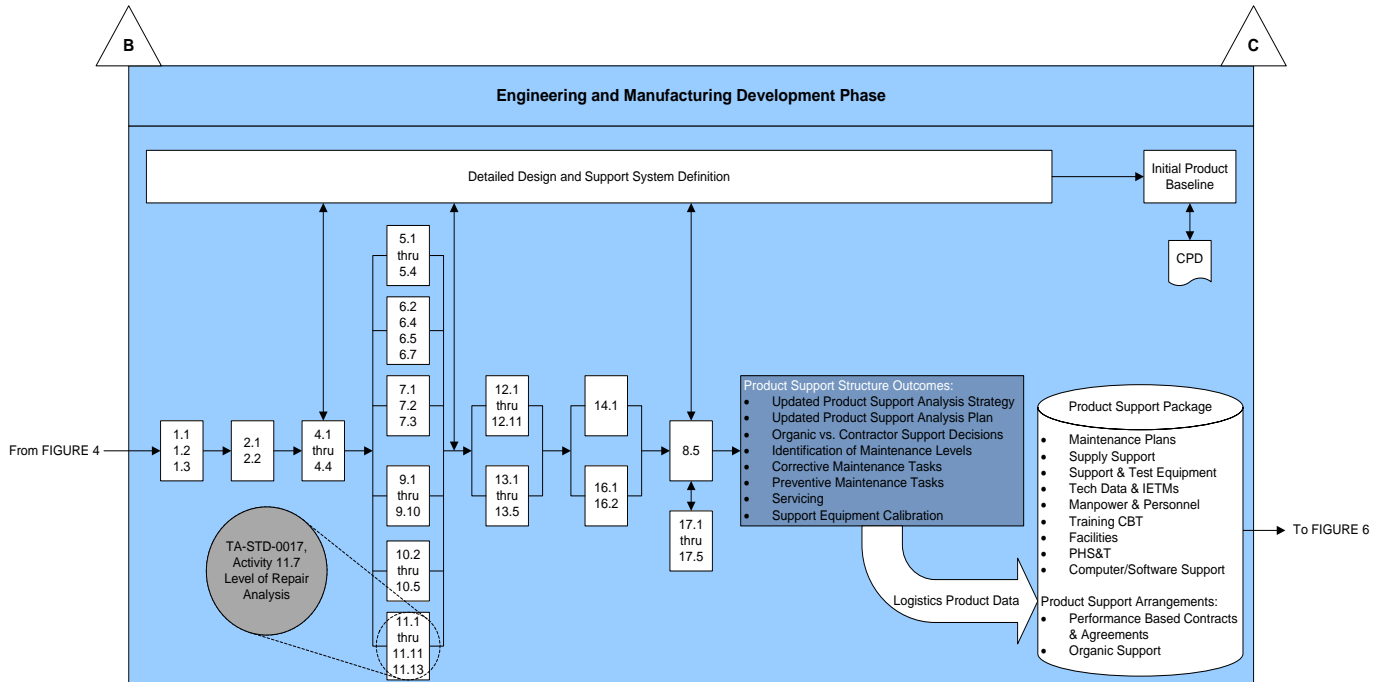 B
C
Engineering and Manufacturing Development Phase
Detailed Design and Support System Definition
Initial Product
Baseline
CPD
From FIGURE 4
1.1
1.2
1.3
2.1
2.2
4.1
thru
4.4
5.1
thru
5.4
6.2
6.4
6.5
6.7
7.1
7.2
7.3
9.1
thru
9.10
10.2
thru
10.5
11.1
thru
11.11
11.13
TA-STD-0017,
Activity 11.7
Level of Repair
Analysis
12.1
thru
12.11
13.1
thru
13.5
14.1
16.1
16.2
8.5
17.1
thru
17.5
Product Support Structure Outcomes:
• Updated Product Support Analysis Strategy
• Updated Product Support Analysis Plan
• Organic vs. Contractor Support Decisions
• Identification of Maintenance Levels
• Corrective Maintenance Tasks
• Preventive Maintenance Tasks
• Servicing
• Support Equipment Calibration
Logistics Product Data
Product Support Package
• Maintenance Plans
• Supply Support
• Support & Test Equipment
• Tech Data & IETMs
• Manpower & Personnel
• Training CBT
• Facilities
• PHS&T
• Computer/Software Support
Product Support Arrangements:
• Performance Based Contracts
& Agreements
• Organic Support
To FIGURE 6